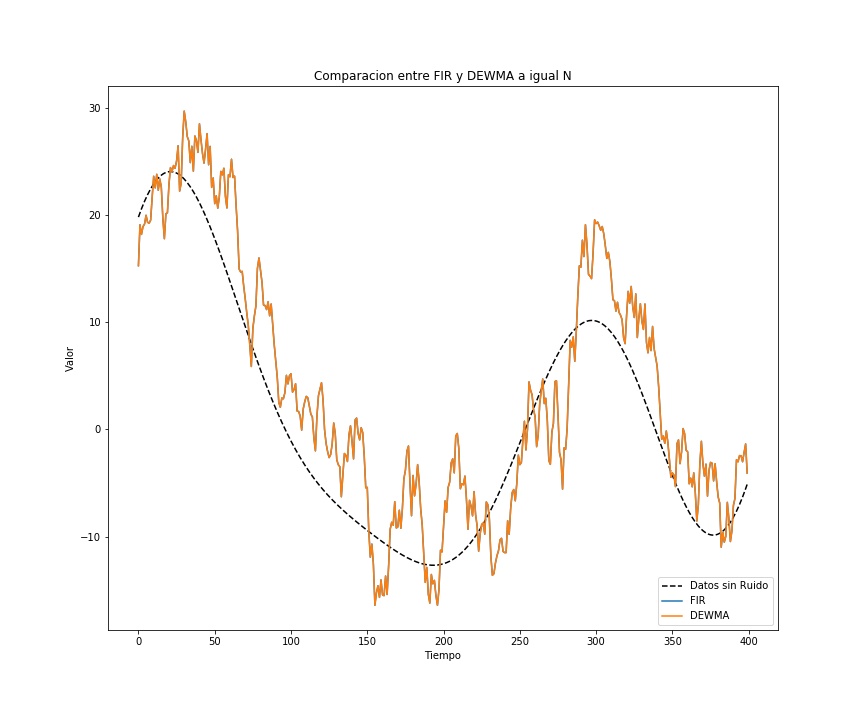 Comparacion entre FIR y DEWMA a igual N
30
20
10
0
−10
Valor
0 50 100 150 200 250 300 350 400
Tiempo
Datos sin Ruido
FIR
DEWMA